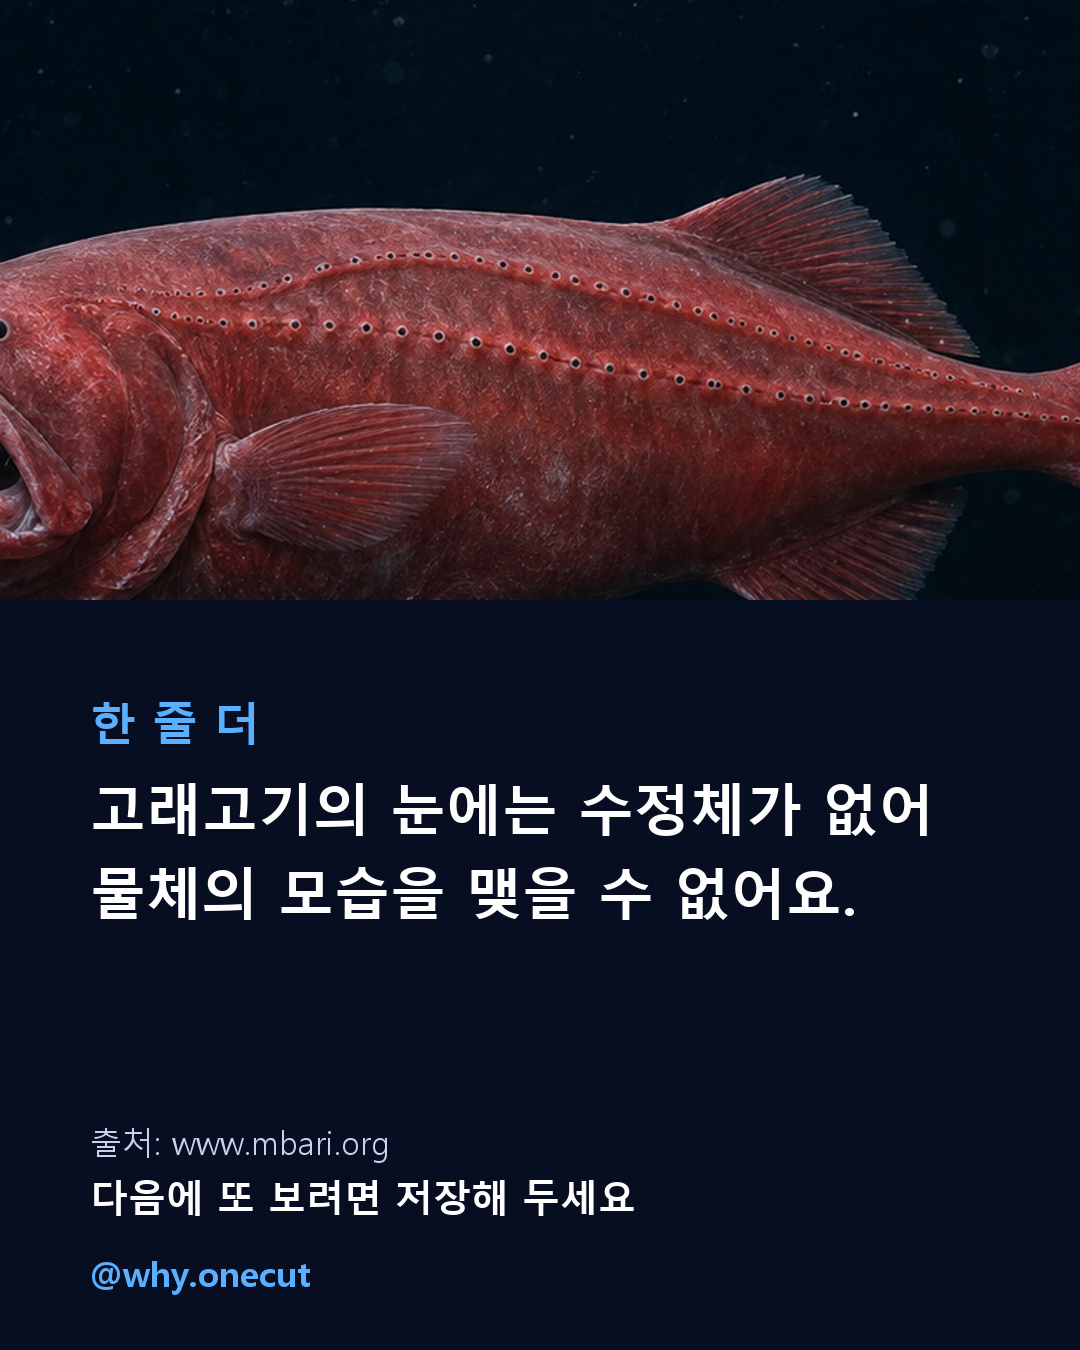 한 줄 더
고래고기의 눈에는 수정체가 없어
물체의 모습을 맺을 수 없어요.
출처: www.mbari.org
다음에 또 보려면 저장해 두세요
@why.onecut